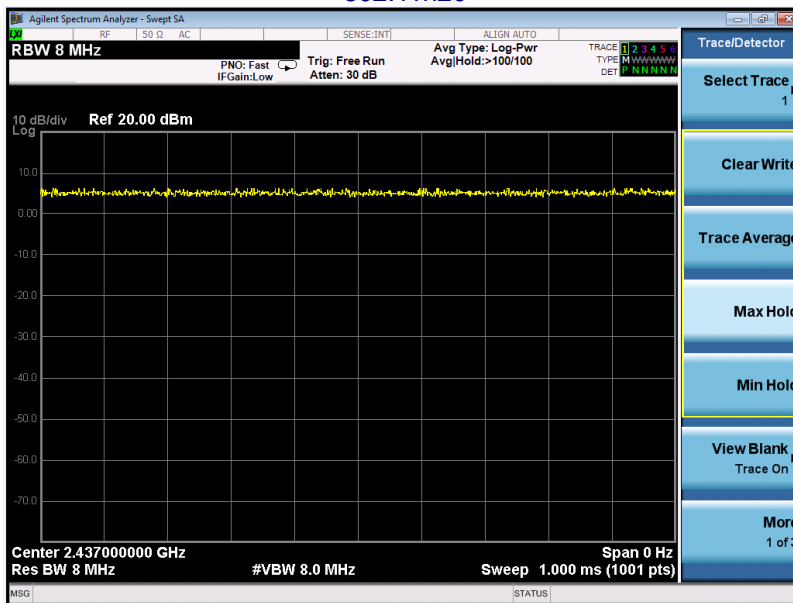 Agilent Spectrum Analyzer - Swept SA
LXI RF 50 Ω AC SENSE:INT ALIGN AUTO
RBW 8 MHz
PNO: Fast
IFGain:Low
Trig: Free Run
Atten: 30 dB
Avg Type: Log-Pwr
Avg|Hold:>100/100
TRACE 1 2 3 4 5 6
TYPE M WWWWW
DET P N N N N N
10 dB/div Ref 20.00 dBm
Log
10.0
0.00
-10.0
-20.0
-30.0
-40.0
-50.0
-60.0
-70.0
Center 2.437000000 GHz Span 0 Hz
Res BW 8 MHz #VBW 8.0 MHz Sweep 1.000 ms (1001 pts)
MSG STATUS
Trace/Detector
Select Trace
1
Clear Write
Trace Average
Max Hold
Min Hold
View Blank
Trace On
More
1 of 3